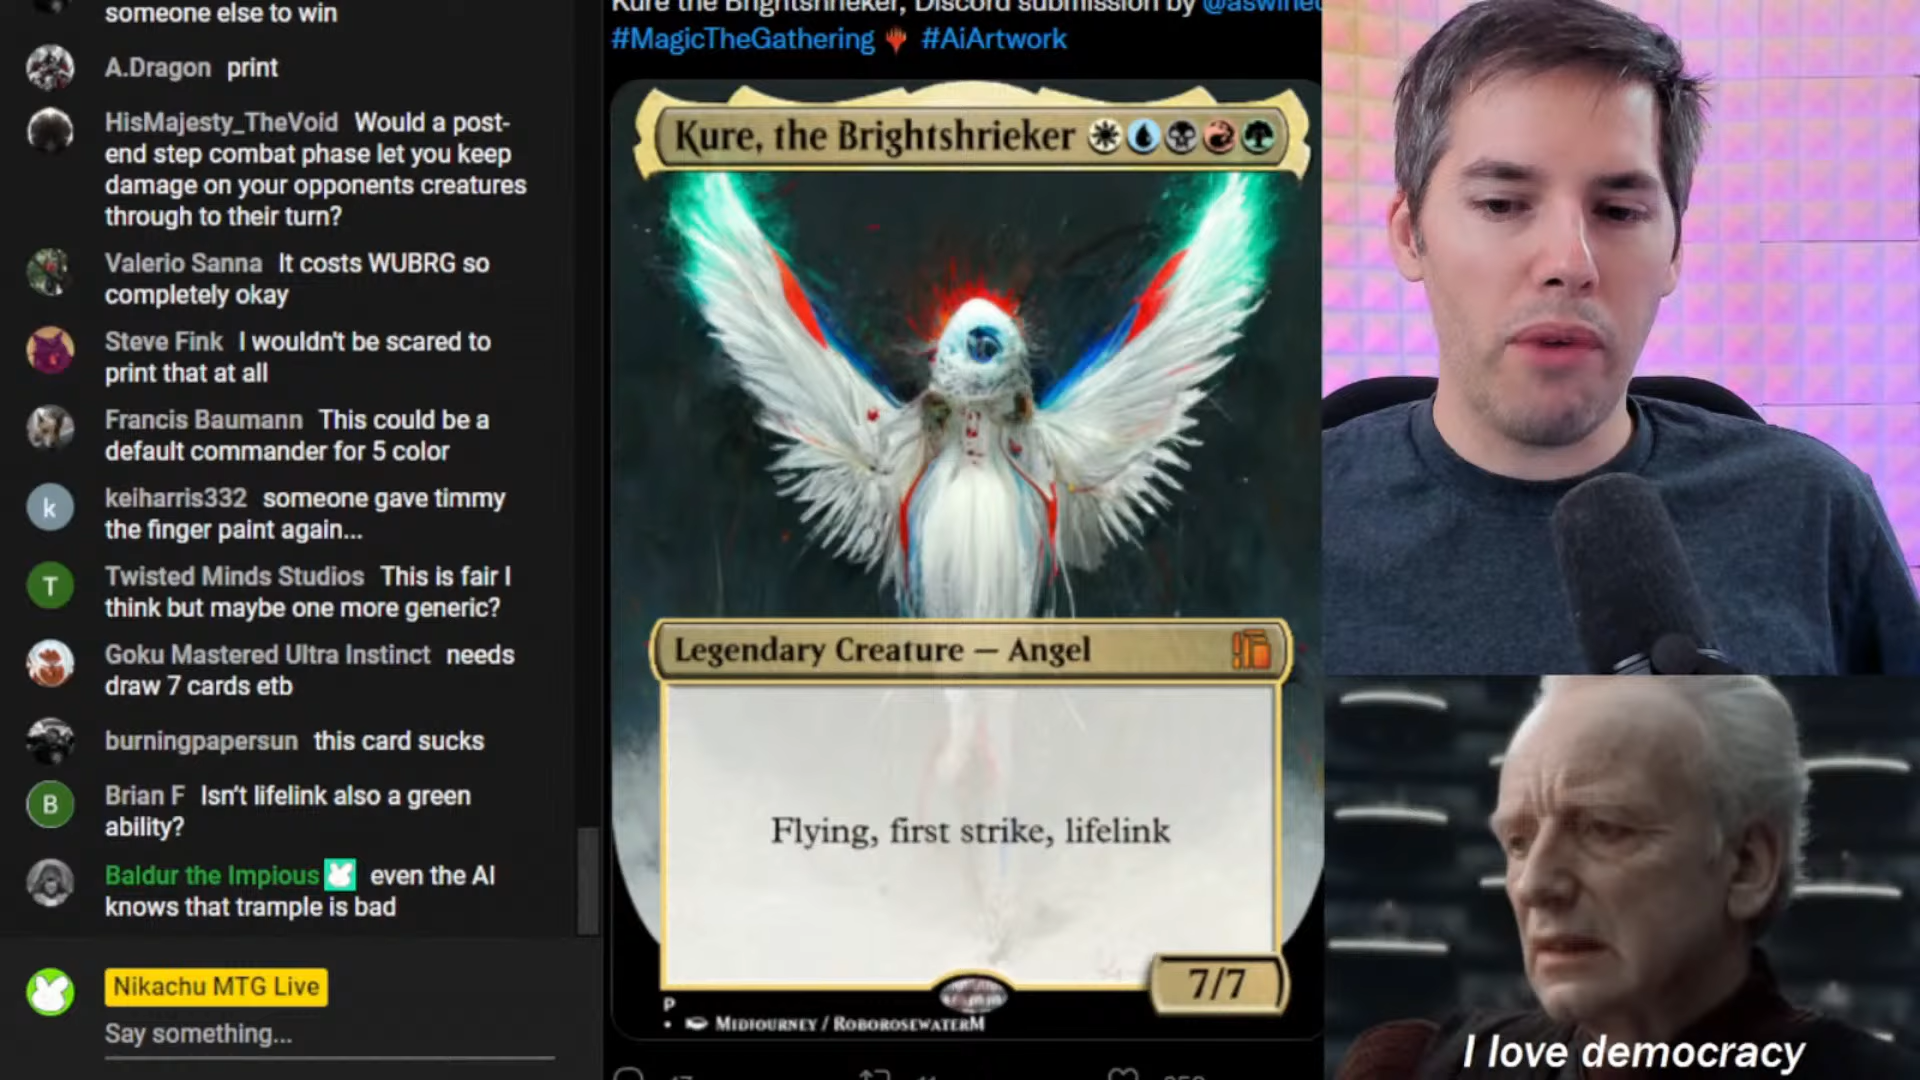 someone else to win
A.Dragon print
HisMajesty_TheVoid Would a post-
end step combat phase let you keep
damage on your opponents creatures
through to their turn?
Valerio Sanna It costs WUBRG so
completely okay
Steve Fink I wouldn't be scared to
print that at all
Francis Baumann This could be a
default commander for 5 color
k
keiharris332 someone gave timmy
the finger paint again...
T
Twisted Minds Studios This is fair I
think but maybe one more generic?
Goku Mastered Ultra Instinct needs
draw 7 cards etb
burningpapersun this card sucks
B
Brian F Isn't lifelink also a green
ability?
Baldur the Impious even the AI
knows that trample is bad
Nikachu MTG Live
Say something...
Kure the Brightshrieker, Discord submission by
#MagicTheGathering #AiArtwork
Kure, the Brightshrieker
Legendary Creature — Angel
Flying, first strike, lifelink
7/7
P
• Midjourney / RoborosewaterM
I love democracy